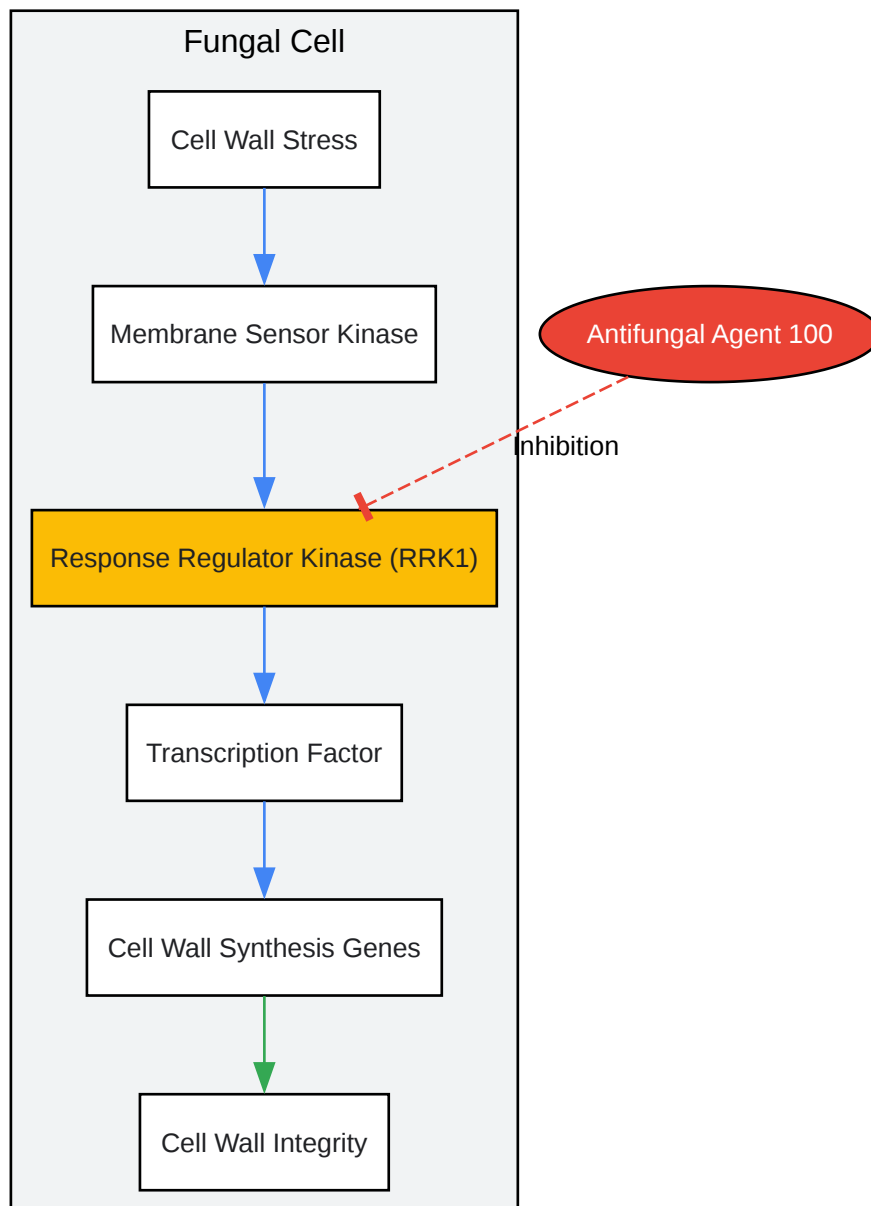 Fungal Cell
Cell Wall Stress
Membrane Sensor Kinase
Antifungal Agent 100
Inhibition
Response Regulator Kinase (RRK1)
Transcription Factor
Cell Wall Synthesis Genes
Cell Wall Integrity